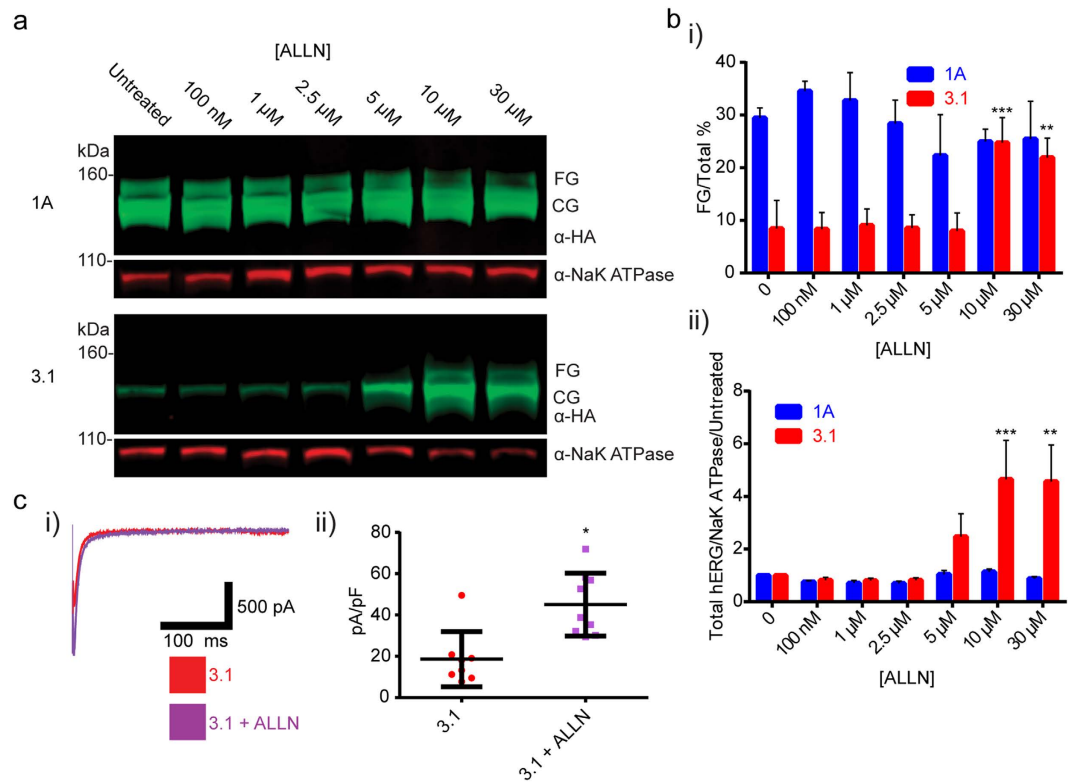 a
[ALLN]
Untreated 100 nM 1 µM 2.5 µM 5 µM 10 µM 30 µM
kDa
160-
1A
FG
CG
α-HA
110-
α-NaK ATPase
kDa
160-
3.1
FG
CG
α-HA
110-
α-NaK ATPase
b
i)
1A
3.1
FG/Total %
40
30
20
10
0
*** **
0 100 nM 1 µM 2.5 µM 5 µM 10 µM 30 µM
[ALLN]
ii)
1A
3.1
Total hERG/NaK ATPase/Untreated
8
6
4
2
0
*** **
0 100 nM 1 µM 2.5 µM 5 µM 10 µM 30 µM
[ALLN]
c
i)
500 pA
100 ms
3.1
3.1 + ALLN
ii)
pA/pF
80
60
40
20
0
*
3.1 3.1 + ALLN